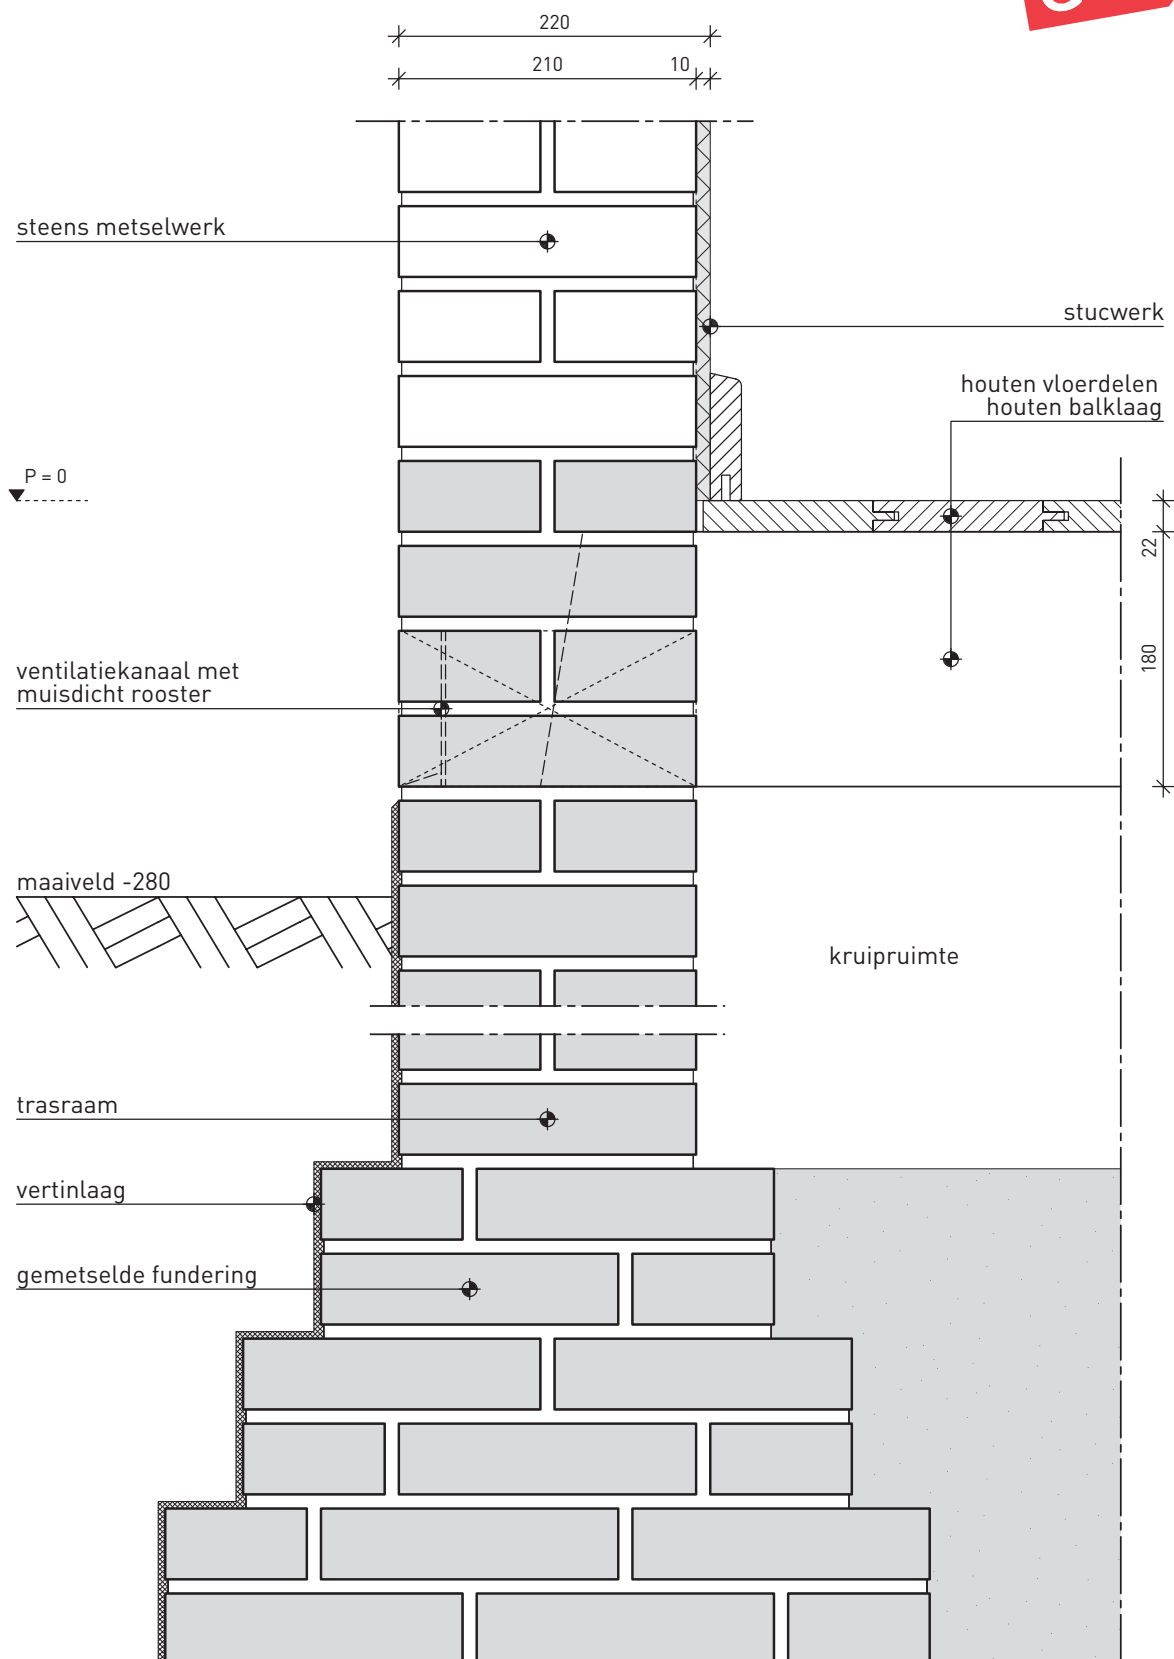 220
210
10
steens metselwerk
stucwerk
houten vloerdelen
houten balklaag
P = 0
22
180
ventilatiekanaal met
muisdicht rooster
maaiveld -280
kruipruimte
trasraam
vertinlaag
gemetselde fundering